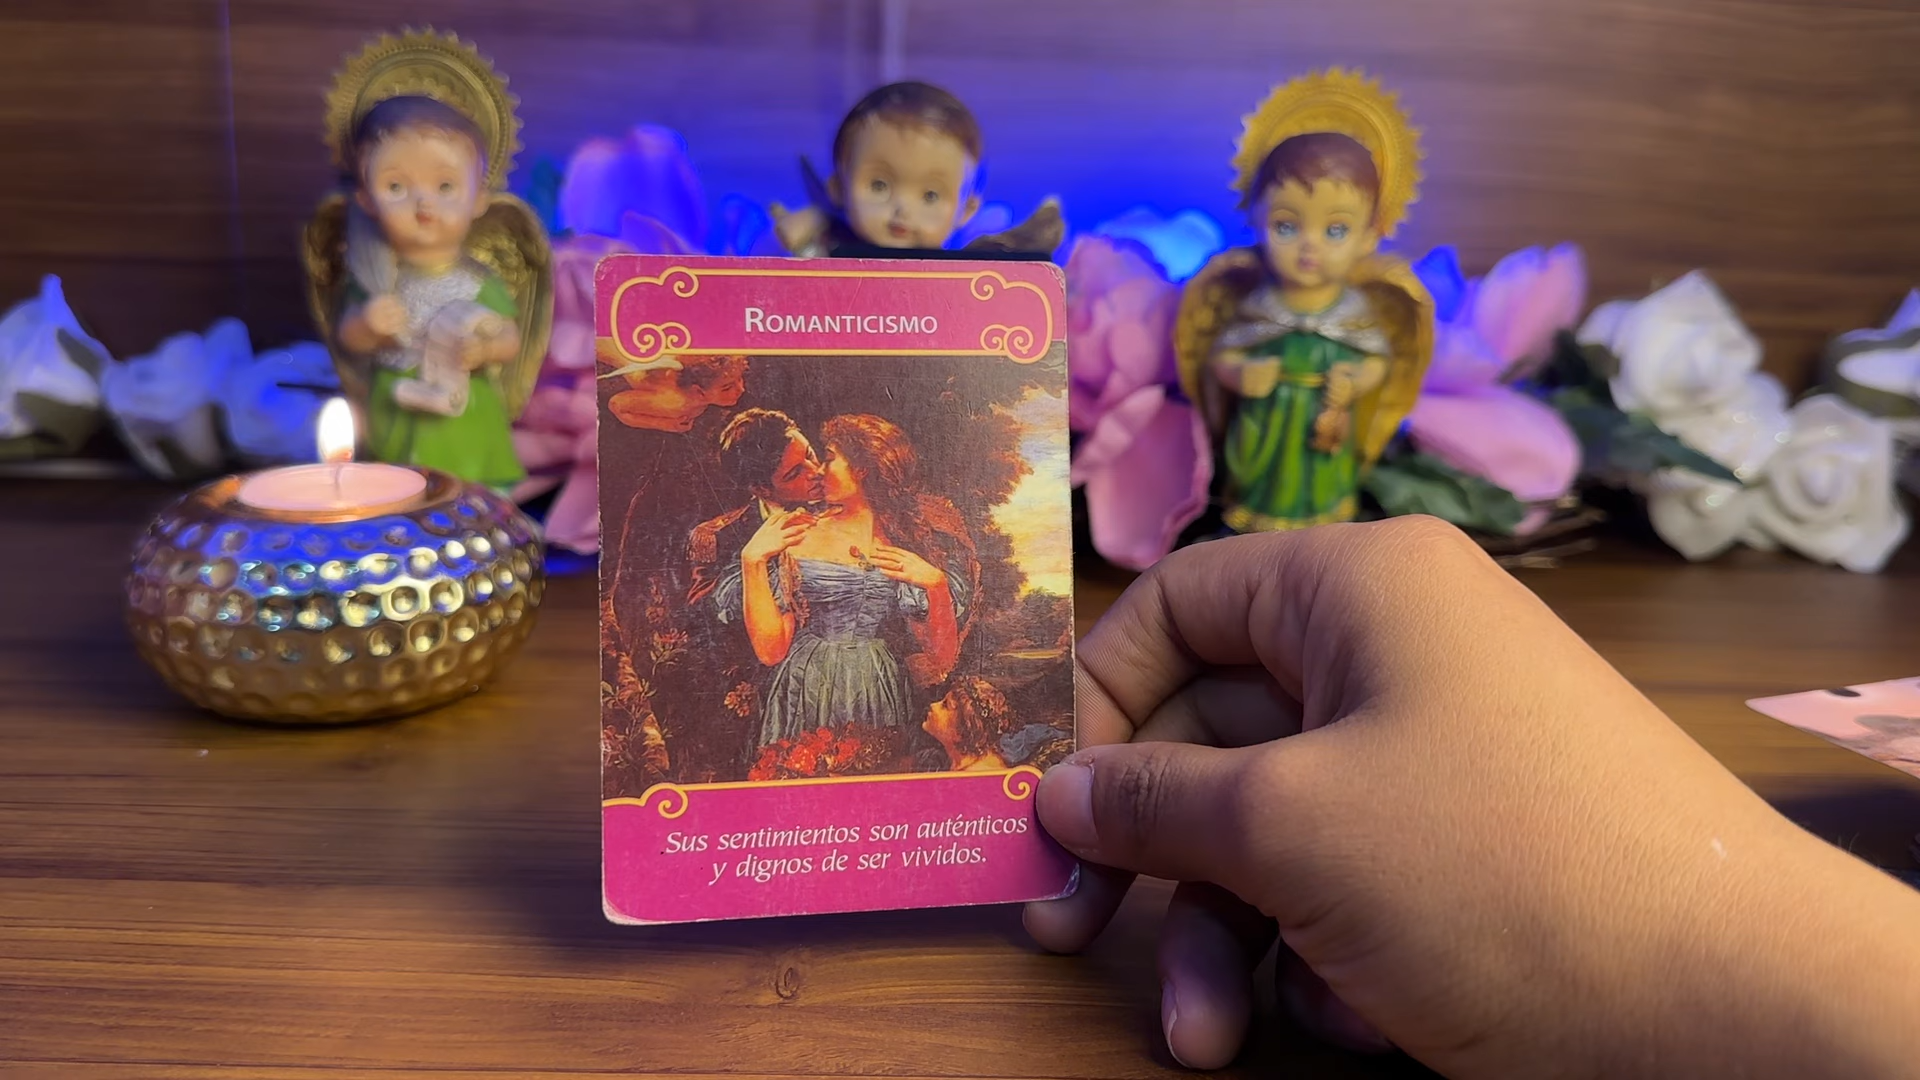 ROMANTICISMO
Sus sentimientos son auténticos
y dignos de ser vividos.